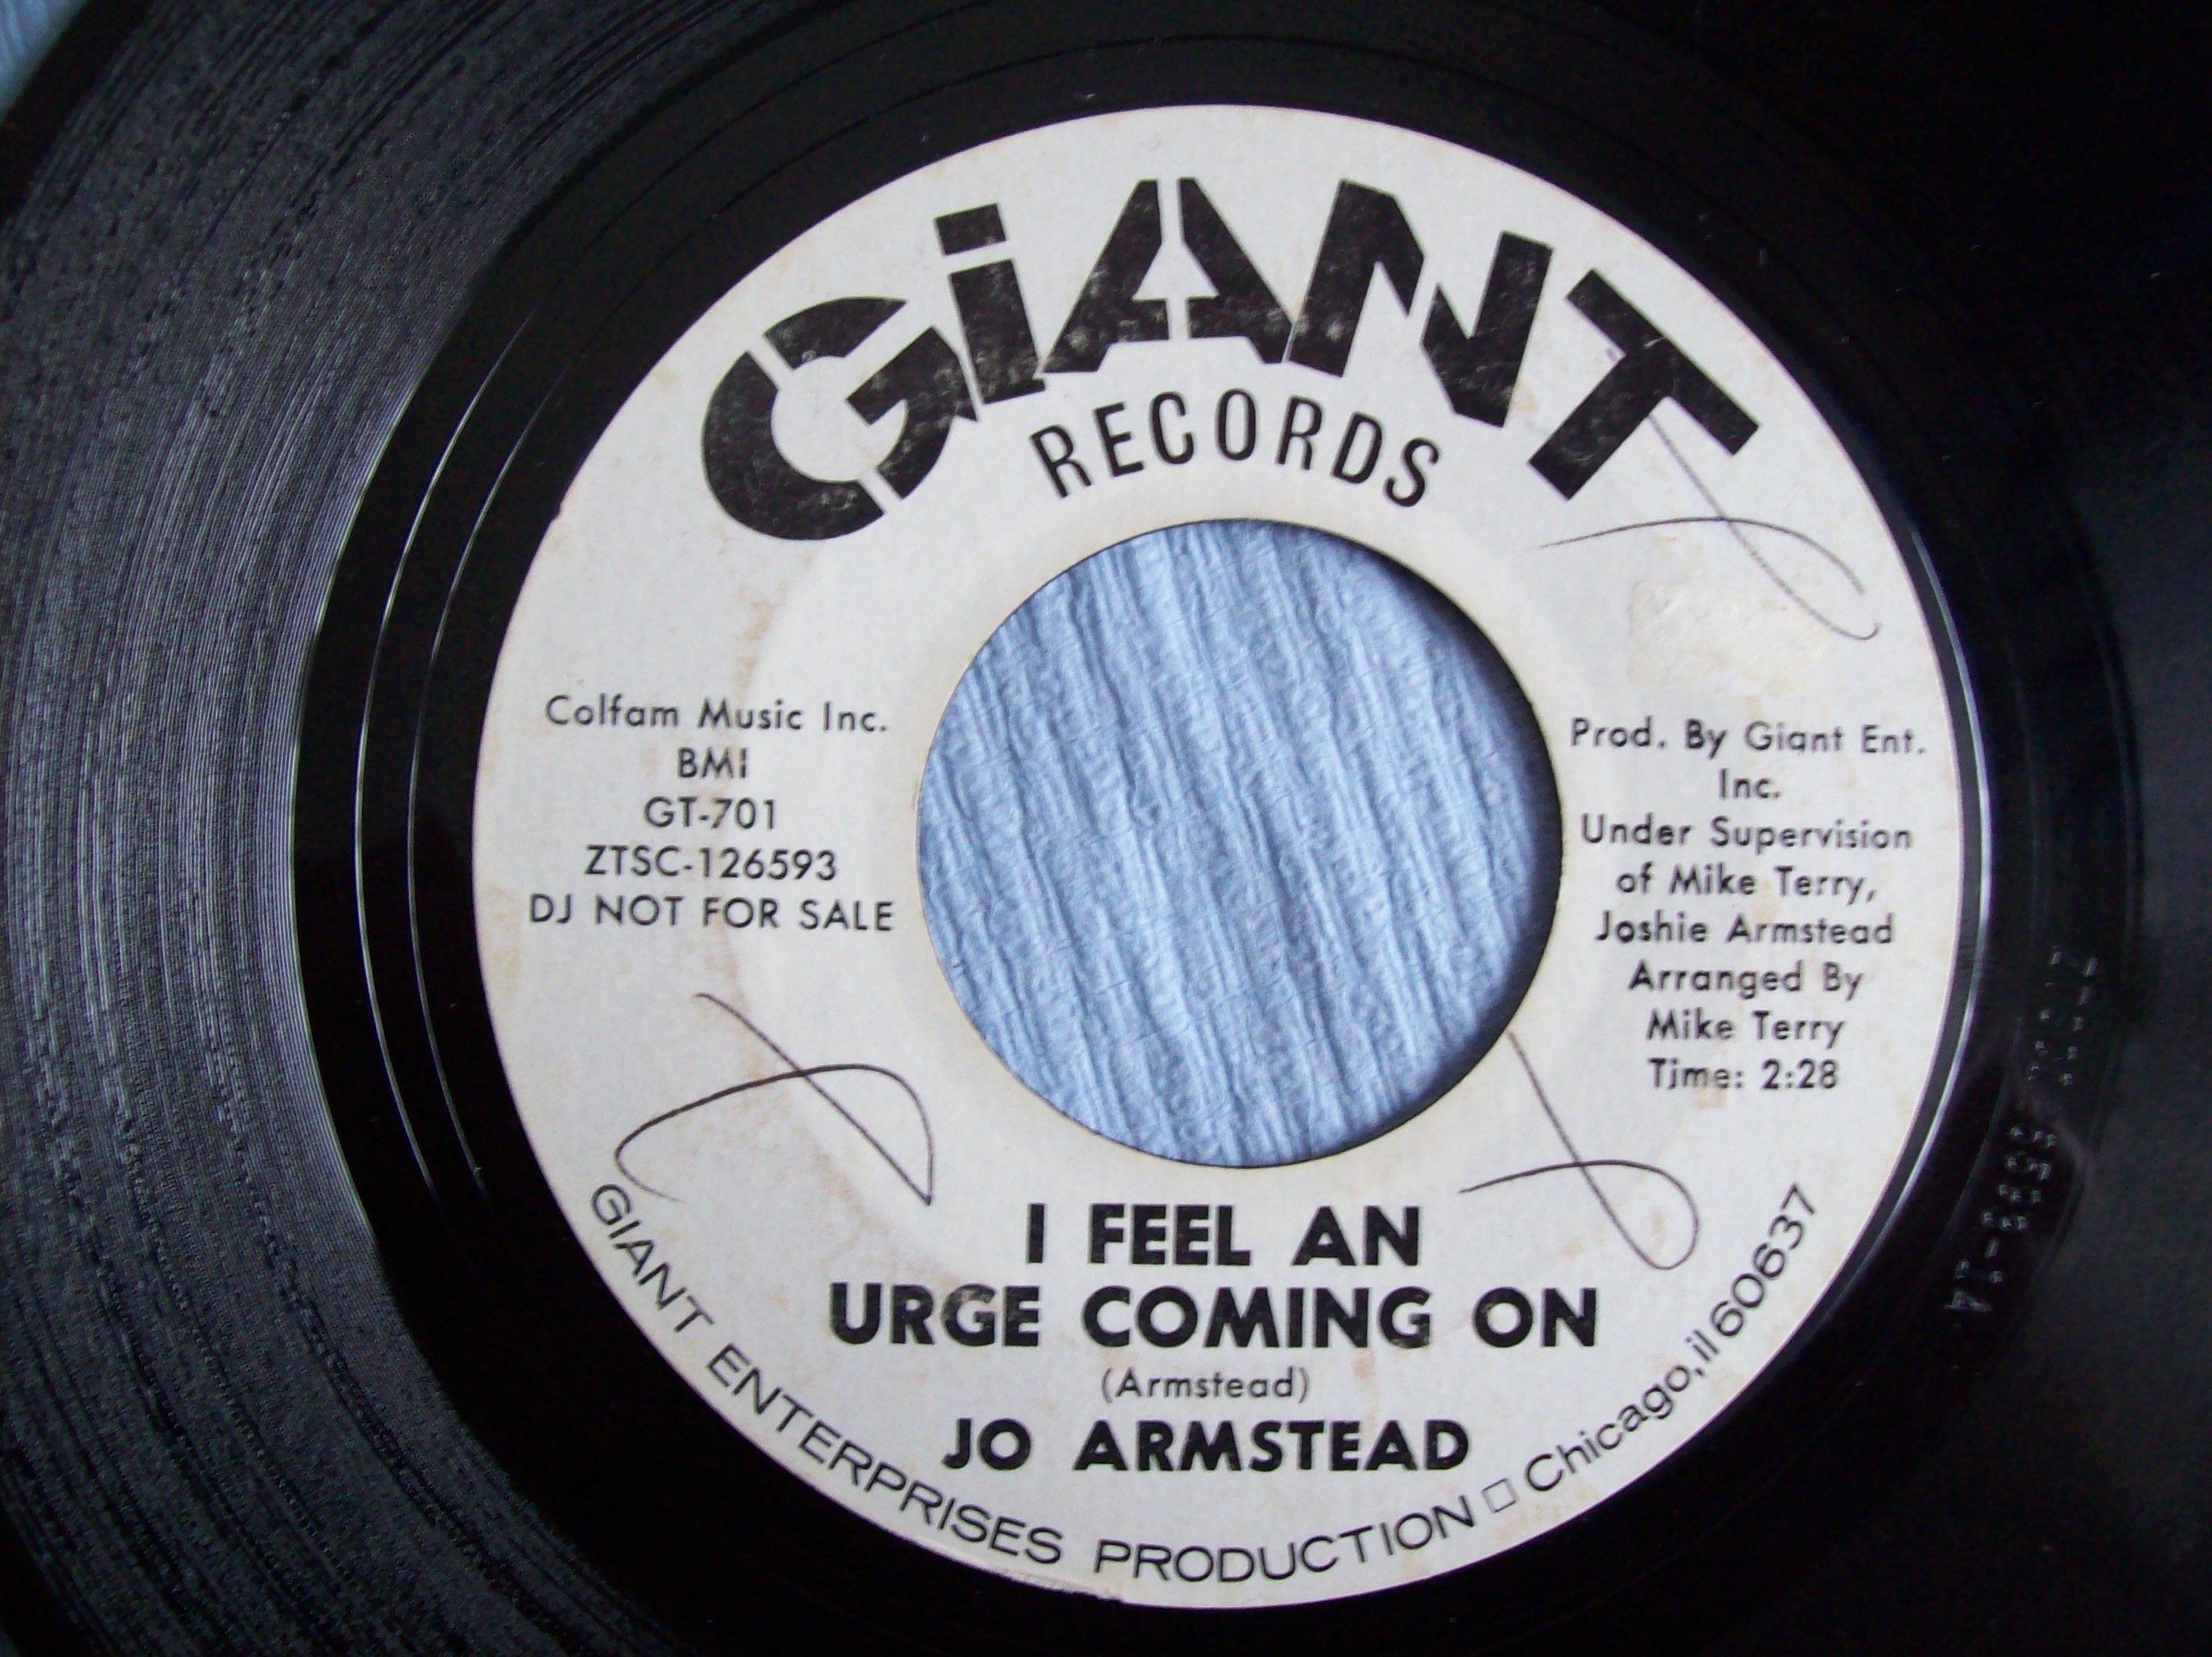 GiANT
RECORDS
Colfam Music Inc.
BMI
GT-701
ZTSC-126593
DJ NOT FOR SALE
Prod. By Giant Ent.
Inc.
Under Supervision
of Mike Terry,
Joshie Armstead
Arranged By
Mike Terry
Time: 2:28
I FEEL AN
URGE COMING ON
(Armstead)
JO ARMSTEAD
GIANT ENTERPRISES PRODUCTION □ Chicago, il 60637